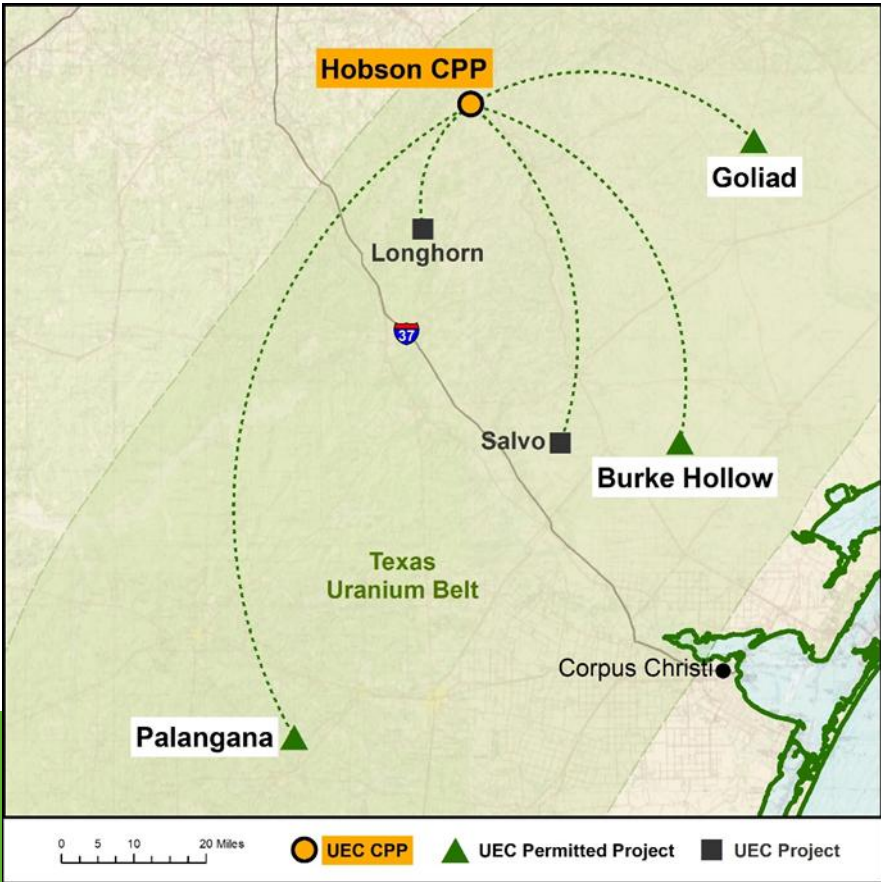 Hobson CPP
Goliad
Longhorn
37
Salvo
Burke Hollow
Texas
Uranium Belt
Corpus Christi
Palangana
0 5 10 20 Miles
UEC CPP
UEC Permitted Project
UEC Project